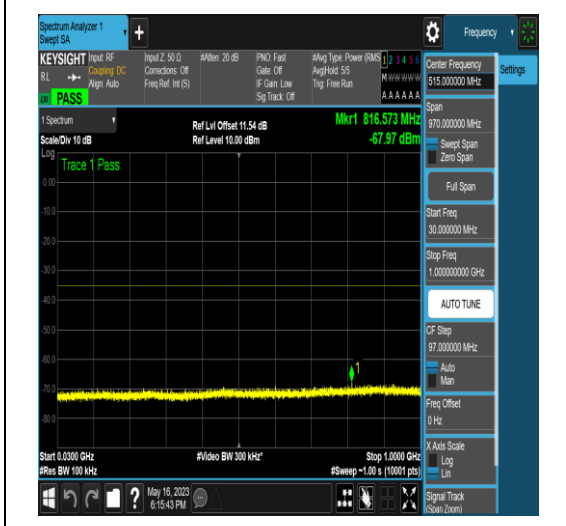 Spectrum Analyzer 1
Swept SA
+
Frequency
KEYSIGHT
RL
PASS
Input: RF
Coupling: DC
Align: Auto
Input Z: 50 Ω
Corrections: Off
Freq Ref: Int (S)
#Atten: 20 dB
PNO: Fast
Gate: Off
IF Gain: Low
Sig Track: Off
#Avg Type: Power (RMS
Avg|Hold: 5/5
Trig: Free Run
1 2 3 4 5 6
M W W W W W
A A A A A A
1 Spectrum
Scale/Div 10 dB
Ref Lvl Offset 11.54 dB
Ref Level 10.00 dBm
Mkr1 816.573 MHz
-67.97 dBm
Log
Trace 1 Pass
0.00
-10.0
-20.0
-30.0
-40.0
-50.0
-60.0
-70.0
-80.0
1
Start 0.0300 GHz
#Res BW 100 kHz
#Video BW 300 kHz*
Stop 1.0000 GHz
#Sweep ~1.00 s (10001 pts)
?
May 16, 2023
6:15:43 PM
Center Frequency
515.000000 MHz
Settings
Span
970.000000 MHz
Swept Span
Zero Span
Full Span
Start Freq
30.000000 MHz
Stop Freq
1.000000000 GHz
AUTO TUNE
CF Step
97.000000 MHz
Auto
Man
Freq Offset
0 Hz
X Axis Scale
Log
Lin
Signal Track
(Span Zoom)